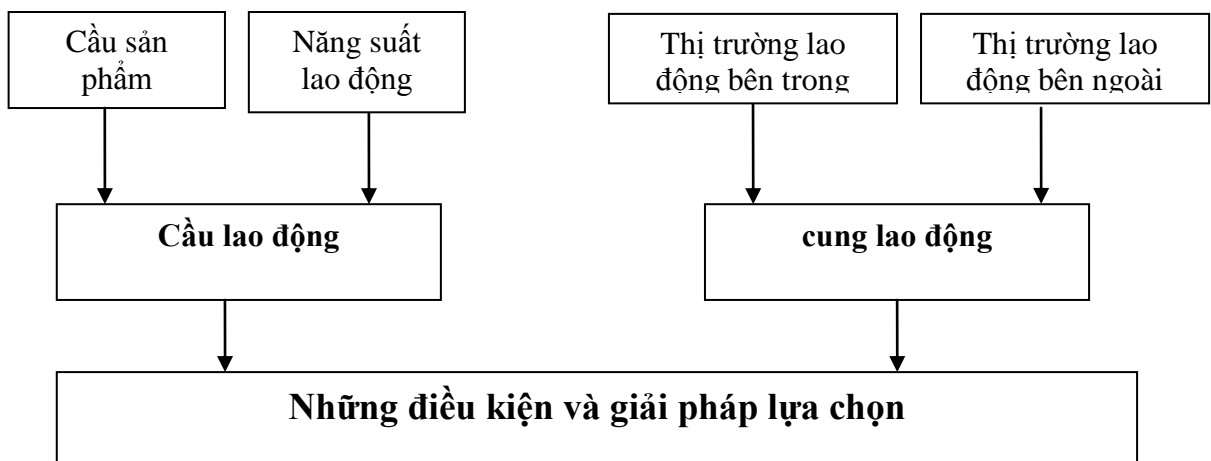 Cầu sản
phẩm
Năng suất
lao động
Thị trường lao
động bên trong
Thị trường lao
động bên ngoài
Cầu lao động
cung lao động
Những điều kiện và giải pháp lựa chọn